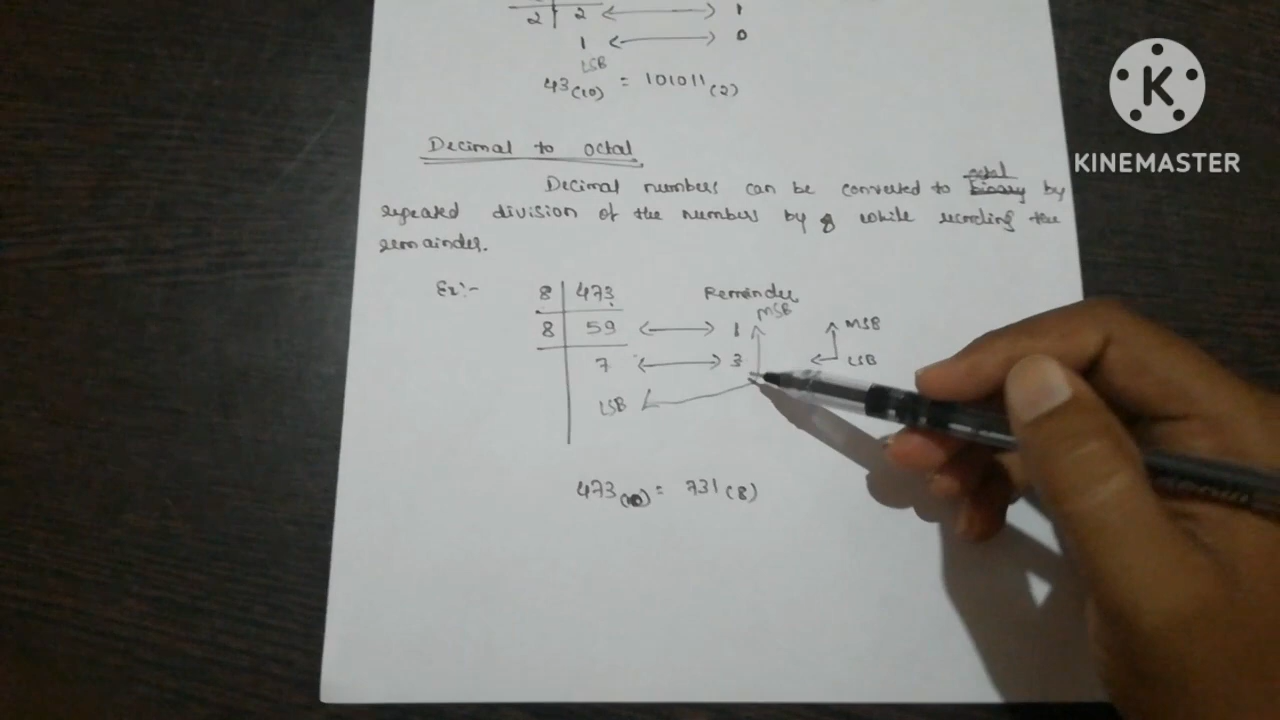 2 2 1
1 0
LSB
43(10) = 101011(2)
KINEMASTER
Decimal to octal
octal
Decimal numbers can be converted to binary by
repeated division of the numbers by 8 while recording the
remainder.
Ex:- 8 473 Reminder
MSB
8 59 1 MSB
7 3 LSB
LSB
473(10) = 731(8)